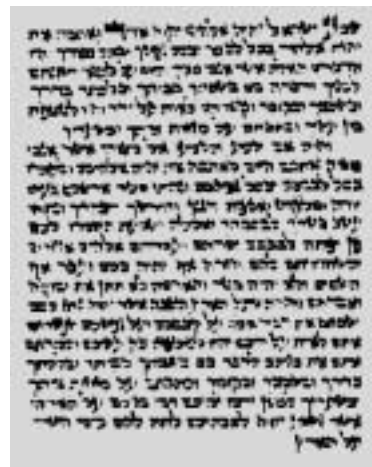 שמע ישראל יהוה אלהינו יהוה אחד ואהבת את
יהוה אלהיך בכל לבבך ובכל נפשך ובכל מאדך והיו
הדברים האלה אשר אנכי מצוך היום על לבבך ושננתם
לבניך ודברת בם בשבתך בביתך ובלכתך בדרך
ובשכבך ובקומך וקשרתם לאות על ידך והיו לטטפת
בין עיניך וכתבתם על מזזות ביתך ובשעריך
והיה אם שמע תשמעו אל מצותי אשר אנכי
מצוה אתכם היום לאהבה את יהוה אלהיכם ולעבדו
בכל לבבכם ובכל נפשכם ונתתי מטר ארצכם בעתו
יורה ומלקוש ואספת דגנך ותירשך ויצהרך ונתתי
עשב בשדך לבהמתך ואכלת ושבעת השמרו לכם
פן יפתה לבבכם וסרתם ועבדתם אלהים אחרים
והשתחויתם להם וחרה אף יהוה בכם ועצר את
השמים ולא יהיה מטר והאדמה לא תתן את יבולה
ואבדתם מהרה מעל הארץ הטבה אשר יהוה נתן לכם
ושמתם את דברי אלה על לבבכם ועל נפשכם וקשרתם
אתם לאות על ידכם והיו לטוטפת בין עיניכם ולמדתם
אתם את בניכם לדבר בם בשבתך בביתך ובלכתך
בדרך ובשכבך ובקומך וכתבתם על מזוזות ביתך
ובשעריך למען ירבו ימיכם וימי בניכם על האדמה
אשר נשבע יהוה לאבתיכם לתת להם כימי השמים
על הארץ